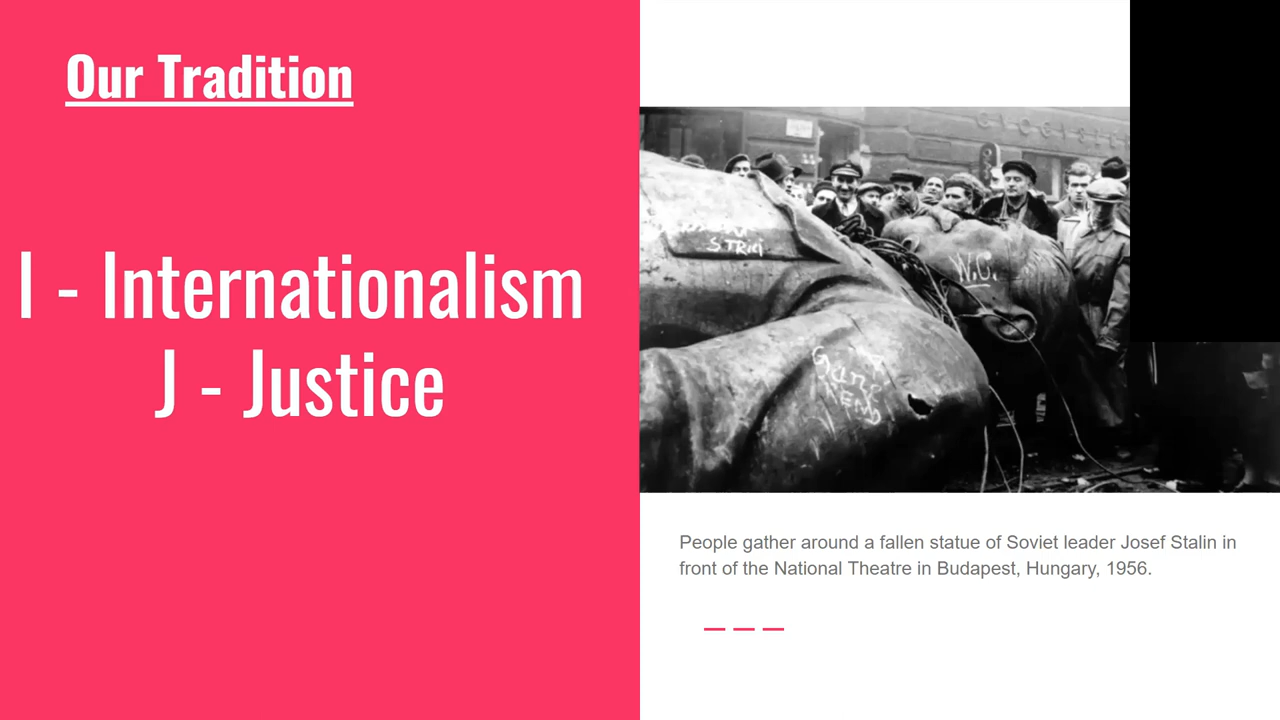 Our Tradition
I - Internationalism
J - Justice
STRICI
W.C.
People gather around a fallen statue of Soviet leader Josef Stalin in
front of the National Theatre in Budapest, Hungary, 1956.